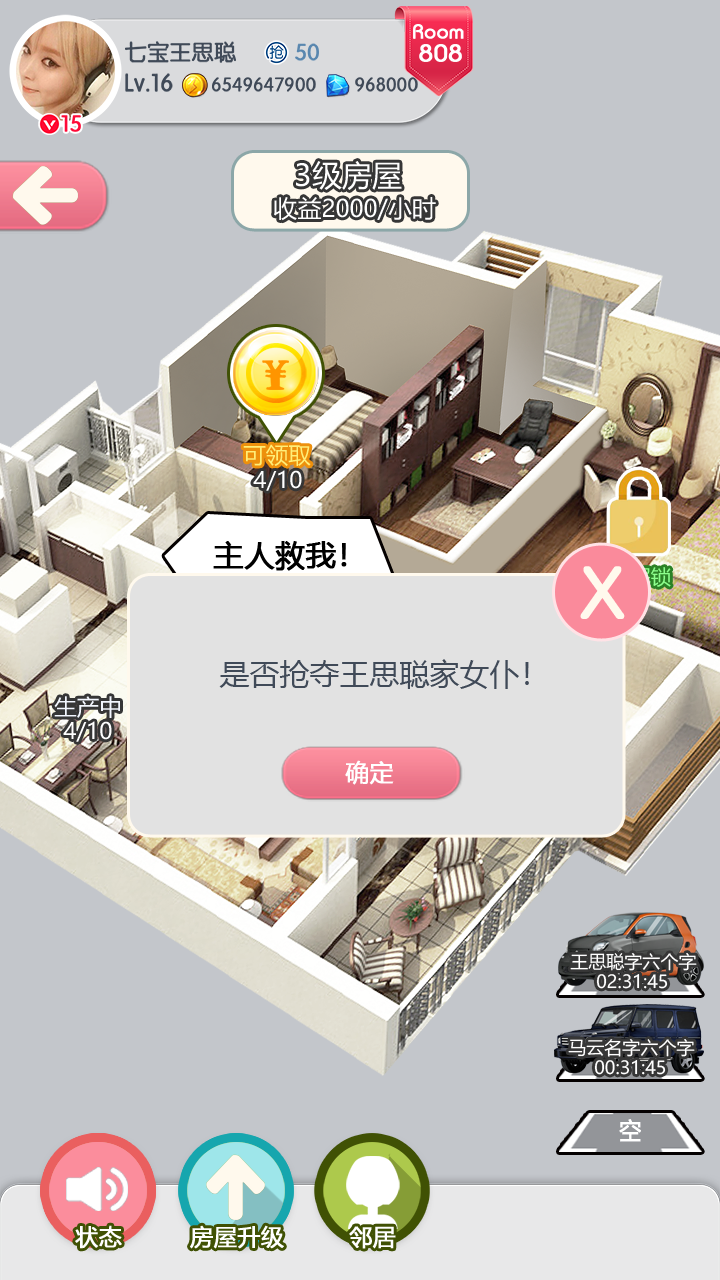 七宝王思聪 抢 50
Room
808
Lv.16 6549647900 968000
V15
3级房屋
收益2000/小时
¥
可领取
4/10
主人救我！
锁
X
是否抢夺王思聪家女仆！
生产中
4/10
确定
王思聪字六个字
02:31:45
马云名字六个字
00:31:45
空
状态
房屋升级
邻居